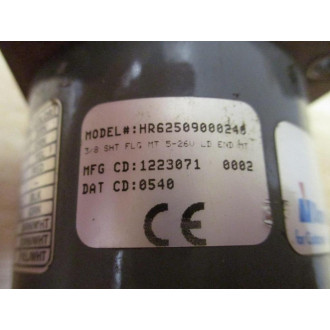 MODEL#:HR62509000240
3/8 SHT FLG MT 5-26V LD END MT
MFG CD:1223071 0002
DAT CD:0540
CE